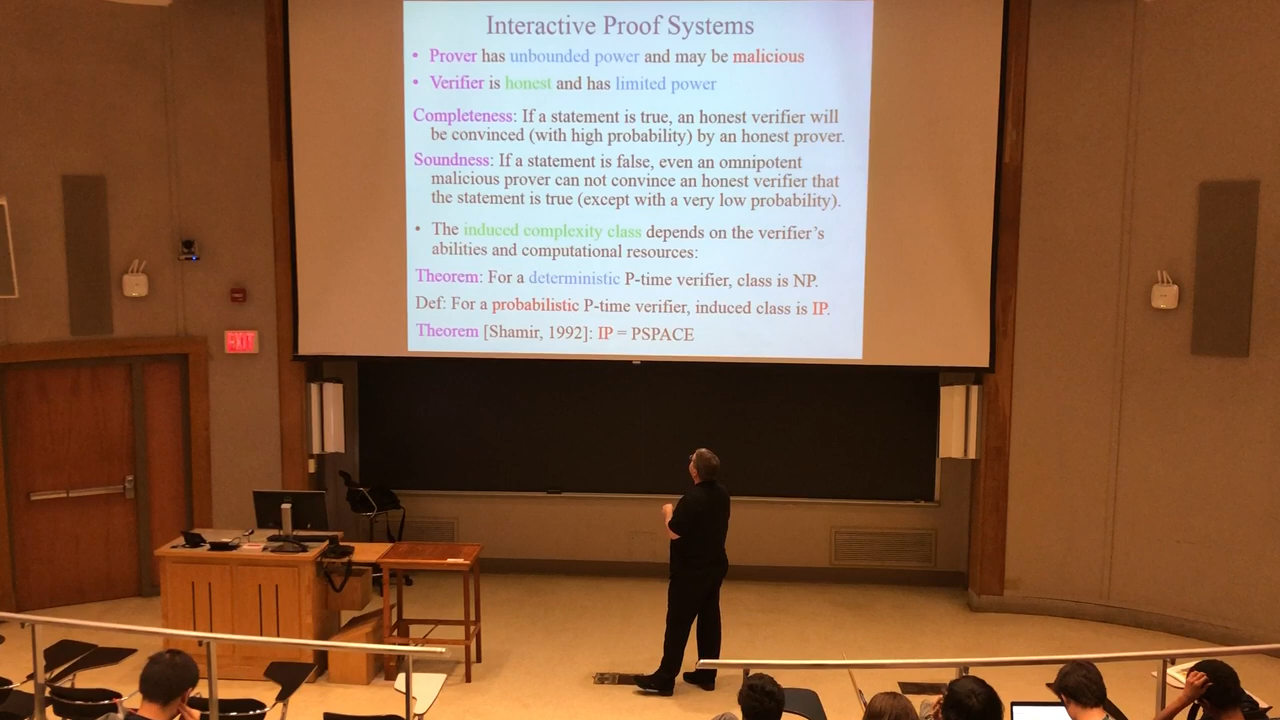 Interactive Proof Systems
• Prover has unbounded power and may be malicious
• Verifier is honest and has limited power
Completeness: If a statement is true, an honest verifier will
be convinced (with high probability) by an honest prover.
Soundness: If a statement is false, even an omnipotent
malicious prover can not convince an honest verifier that
the statement is true (except with a very low probability).
• The induced complexity class depends on the verifier's
abilities and computational resources:
Theorem: For a deterministic P-time verifier, class is NP.
Def: For a probabilistic P-time verifier, induced class is IP.
Theorem [Shamir, 1992]: IP = PSPACE
EXIT